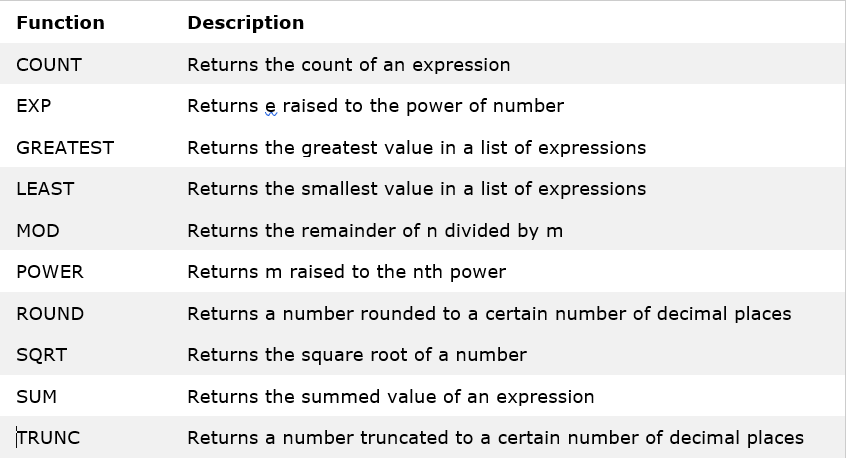 Function Description
COUNT Returns the count of an expression
EXP Returns e raised to the power of number
GREATEST Returns the greatest value in a list of expressions
LEAST Returns the smallest value in a list of expressions
MOD Returns the remainder of n divided by m
POWER Returns m raised to the nth power
ROUND Returns a number rounded to a certain number of decimal places
SQRT Returns the square root of a number
SUM Returns the summed value of an expression
TRUNC Returns a number truncated to a certain number of decimal places